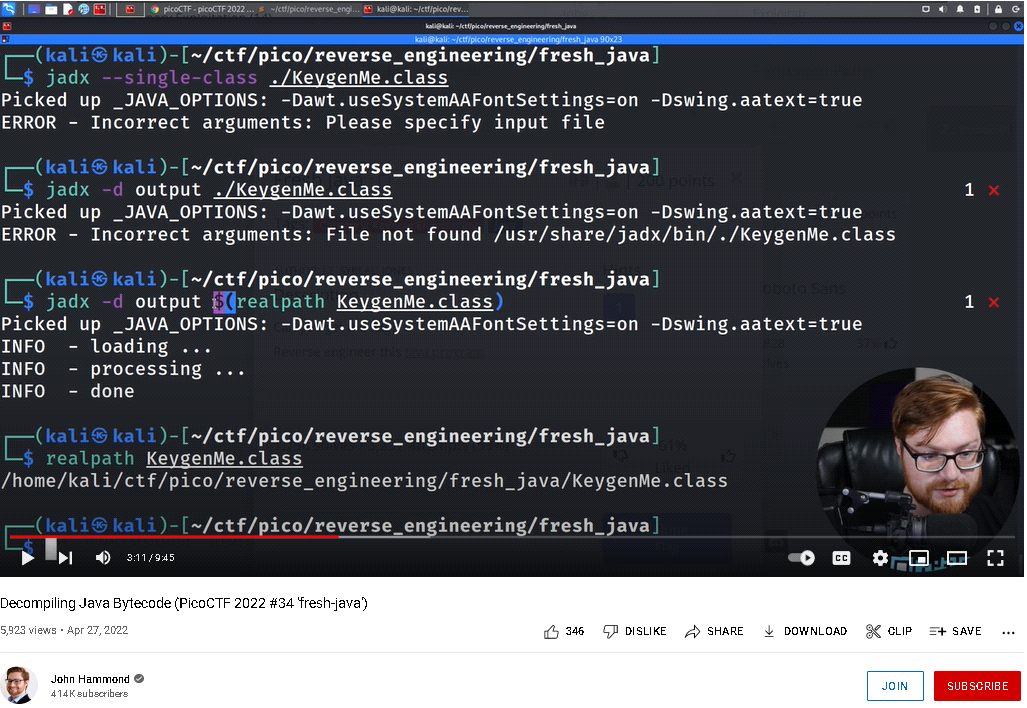 picoCTF - picoCTF 2022 ...
~/ctf/pico/reverse_engi...
kali@kali: ~/ctf/pico/rev...
kali@kali: ~/ctf/pico/reverse_engineering/fresh_java
kali@kali: ~/ctf/pico/reverse_engineering/fresh_java 90x23
(kali㉿kali)-[~/ctf/pico/reverse_engineering/fresh_java]
$ jadx --single-class ./KeygenMe.class
Picked up _JAVA_OPTIONS: -Dawt.useSystemAAFontSettings=on -Dswing.aatext=true
ERROR - Incorrect arguments: Please specify input file
(kali㉿kali)-[~/ctf/pico/reverse_engineering/fresh_java]
$ jadx -d output ./KeygenMe.class 1 ✗
Picked up _JAVA_OPTIONS: -Dawt.useSystemAAFontSettings=on -Dswing.aatext=true
ERROR - Incorrect arguments: File not found /usr/share/jadx/bin/./KeygenMe.class
(kali㉿kali)-[~/ctf/pico/reverse_engineering/fresh_java]
$ jadx -d output $(realpath KeygenMe.class) 1 ✗
Picked up _JAVA_OPTIONS: -Dawt.useSystemAAFontSettings=on -Dswing.aatext=true
INFO - loading ...
INFO - processing ...
INFO - done
(kali㉿kali)-[~/ctf/pico/reverse_engineering/fresh_java]
$ realpath KeygenMe.class
/home/kali/ctf/pico/reverse_engineering/fresh_java/KeygenMe.class
(kali㉿kali)-[~/ctf/pico/reverse_engineering/fresh_java]
$
200 points
Reverse engineer this Java program
3:11 / 9:45
CC
Decompiling Java Bytecode (PicoCTF 2022 #34 'fresh-java')
5,923 views • Apr 27, 2022
346 DISLIKE SHARE DOWNLOAD CLIP SAVE ...
John Hammond
414K subscribers
JOIN SUBSCRIBE